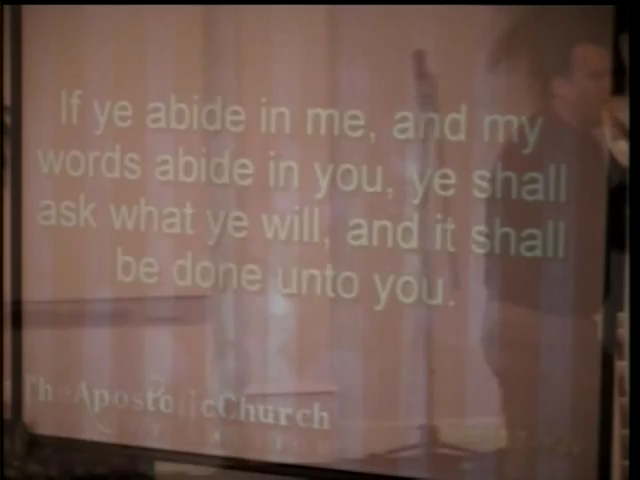 If ye abide in me, and my
words abide in you, ye shall
ask what ye will, and it shall
be done unto you.
TheApostolicChurch